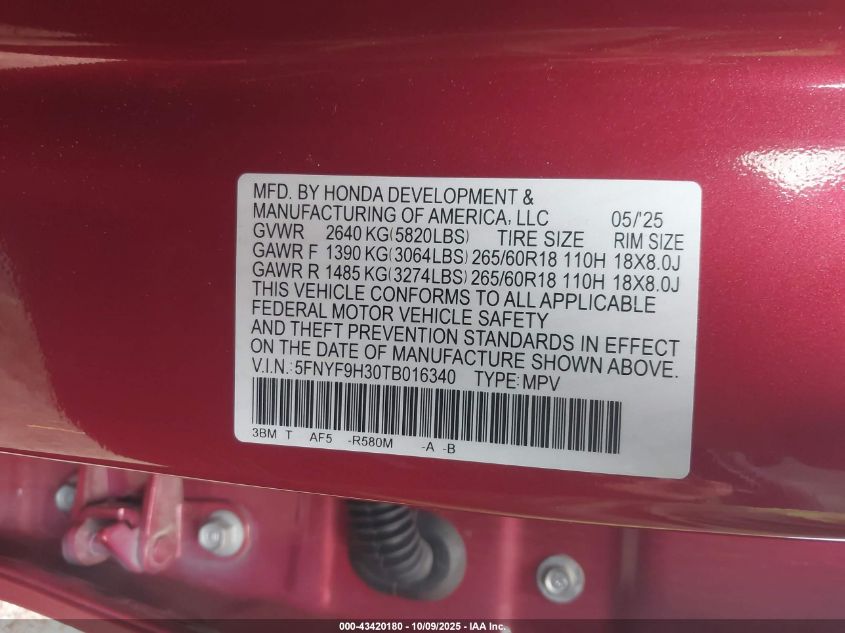 MFD. BY HONDA DEVELOPMENT &
MANUFACTURING OF AMERICA, LLC 05/'25
GVWR 2640 KG(5820LBS) TIRE SIZE RIM SIZE
GAWR F 1390 KG(3064LBS) 265/60R18 110H 18X8.0J
GAWR R 1485 KG(3274LBS) 265/60R18 110H 18X8.0J
THIS VEHICLE CONFORMS TO ALL APPLICABLE
FEDERAL MOTOR VEHICLE SAFETY
AND THEFT PREVENTION STANDARDS IN EFFECT
ON THE DATE OF MANUFACTURE SHOWN ABOVE.
V.I.N.: 5FNYF9H30TB016340 TYPE: MPV
3BM T AF5 -R580M -A -B
000-43420180 - 10/09/2025 - IAA Inc.